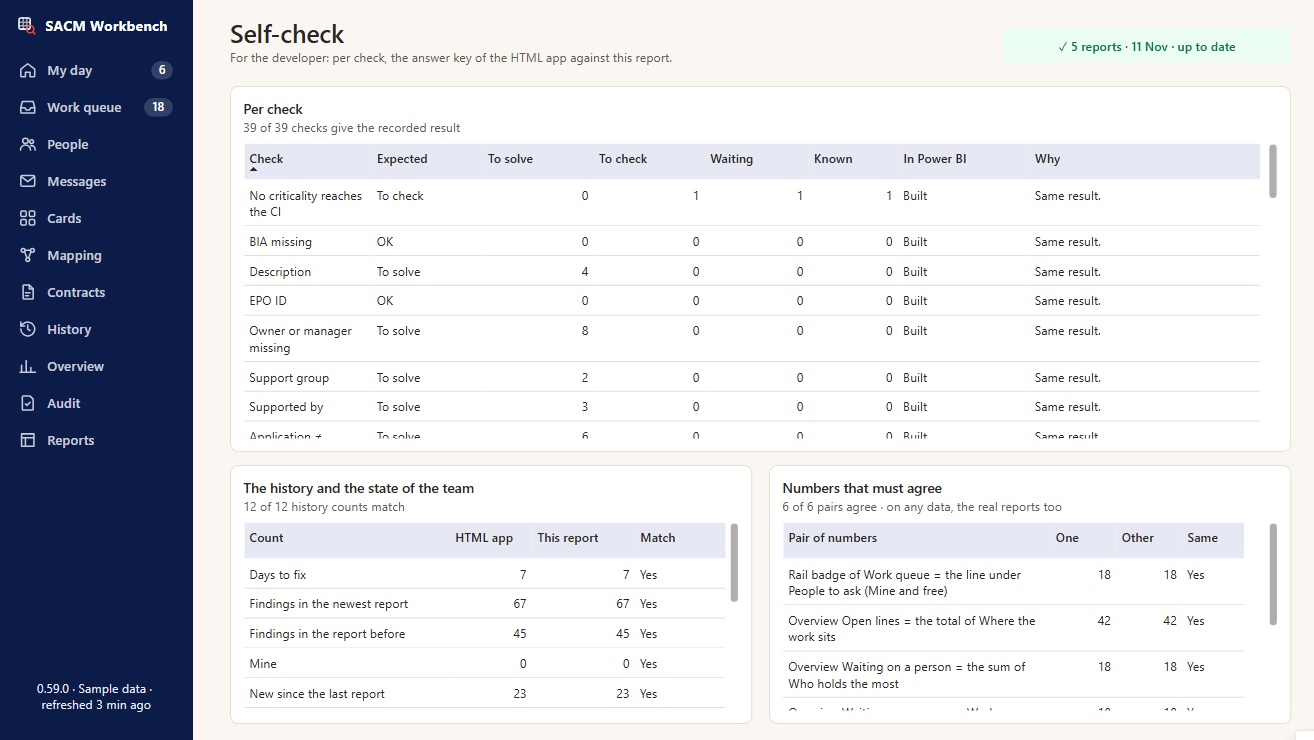 SACM Workbench
My day 6
Work queue 18
People
Messages
Cards
Mapping
Contracts
History
Overview
Audit
Reports
0.59.0 · Sample data ·
refreshed 3 min ago
Self-check
For the developer: per check, the answer key of the HTML app against this report.
✓ 5 reports · 11 Nov · up to date
Per check
39 of 39 checks give the recorded result
Check Expected To solve To check Waiting Known In Power BI Why
No criticality reaches To check 0 1 1 1 Built Same result.
the CI
BIA missing OK 0 0 0 0 Built Same result.
Description To solve 4 0 0 0 Built Same result.
EPO ID OK 0 0 0 0 Built Same result.
Owner or manager To solve 8 0 0 0 Built Same result.
missing
Support group To solve 2 0 0 0 Built Same result.
Supported by To solve 3 0 0 0 Built Same result.
Application ≠ To solve 6 0 0 0 Built Same result.
The history and the state of the team
12 of 12 history counts match
Count HTML app This report Match
Days to fix 7 7 Yes
Findings in the newest report 67 67 Yes
Findings in the report before 45 45 Yes
Mine 0 0 Yes
New since the last report 23 23 Yes
Numbers that must agree
6 of 6 pairs agree · on any data, the real reports too
Pair of numbers One Other Same
Rail badge of Work queue = the line under 18 18 Yes
People to ask (Mine and free)
Overview Open lines = the total of Where the 42 42 Yes
work sits
Overview Waiting on a person = the sum of 18 18 Yes
Who holds the most